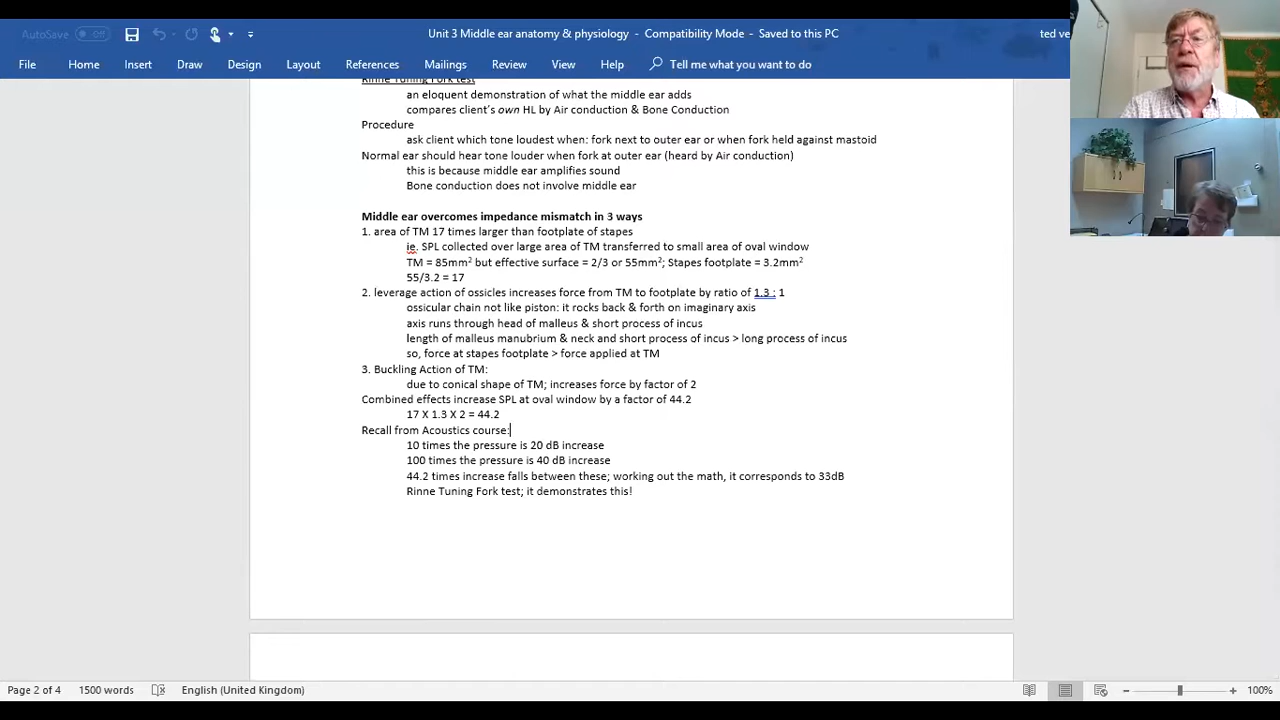 AutoSave
Off
Unit 3 Middle ear anatomy & physiology - Compatibility Mode - Saved to this PC
ted ve
File Home Insert Draw Design Layout References Mailings Review View Help Tell me what you want to do
Rinne Tuning Fork test
an eloquent demonstration of what the middle ear adds
compares client's own HL by Air conduction & Bone Conduction
Procedure
ask client which tone loudest when: fork next to outer ear or when fork held against mastoid
Normal ear should hear tone louder when fork at outer ear (heard by Air conduction)
this is because middle ear amplifies sound
Bone conduction does not involve middle ear
Middle ear overcomes impedance mismatch in 3 ways
1. area of TM 17 times larger than footplate of stapes
ie. SPL collected over large area of TM transferred to small area of oval window
TM = 85mm² but effective surface = 2/3 or 55mm²; Stapes footplate = 3.2mm²
55/3.2 = 17
2. leverage action of ossicles increases force from TM to footplate by ratio of 1.3 : 1
ossicular chain not like piston: it rocks back & forth on imaginary axis
axis runs through head of malleus & short process of incus
length of malleus manubrium & neck and short process of incus > long process of incus
so, force at stapes footplate > force applied at TM
3. Buckling Action of TM:
due to conical shape of TM; increases force by factor of 2
Combined effects increase SPL at oval window by a factor of 44.2
17 X 1.3 X 2 = 44.2
Recall from Acoustics course:
10 times the pressure is 20 dB increase
100 times the pressure is 40 dB increase
44.2 times increase falls between these; working out the math, it corresponds to 33dB
Rinne Tuning Fork test; it demonstrates this!
Page 2 of 4 1500 words English (United Kingdom) 100%